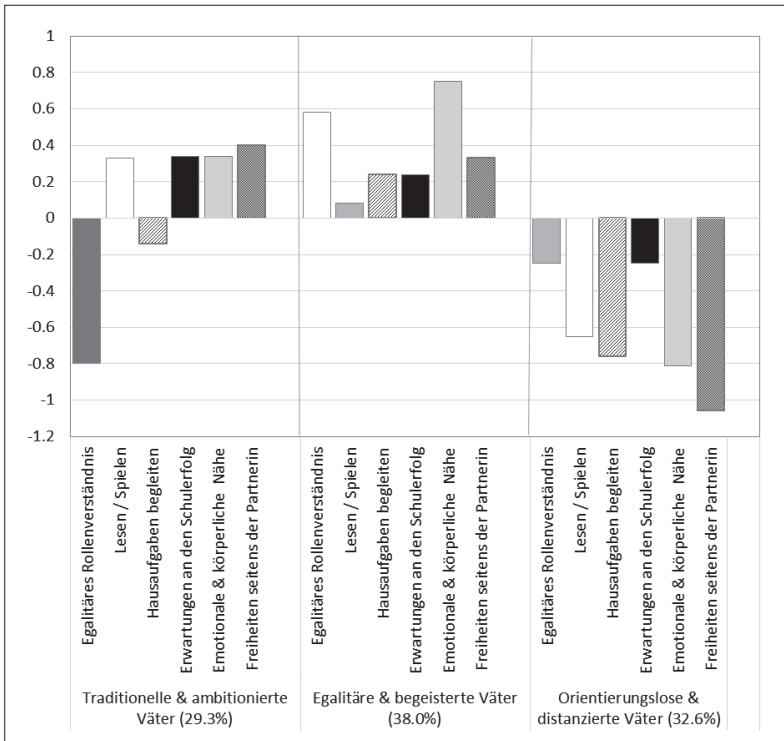 1
0.8
0.6
0.4
0.2
0
-0.2
-0.4
-0.6
-0.8
-1
-1.2
Egalitäres Rollenverständnis
Lesen / Spielen
Hausaufgaben begleiten
Erwartungen an den Schulerfolg
Emotionale & körperliche Nähe
Freiheiten seitens der Partnerin
Egalitäres Rollenverständnis
Lesen / Spielen
Hausaufgaben begleiten
Erwartungen an den Schulerfolg
Emotionale & körperliche Nähe
Freiheiten seitens der Partnerin
Egalitäres Rollenverständnis
Lesen / Spielen
Hausaufgaben begleiten
Erwartungen an den Schulerfolg
Emotionale & körperliche Nähe
Freiheiten seitens der Partnerin
Traditionelle & ambitionierte
Väter (29.3%)
Egalitäre & begeisterte Väter
(38.0%)
Orientierungslose &
distanzierte Väter (32.6%)